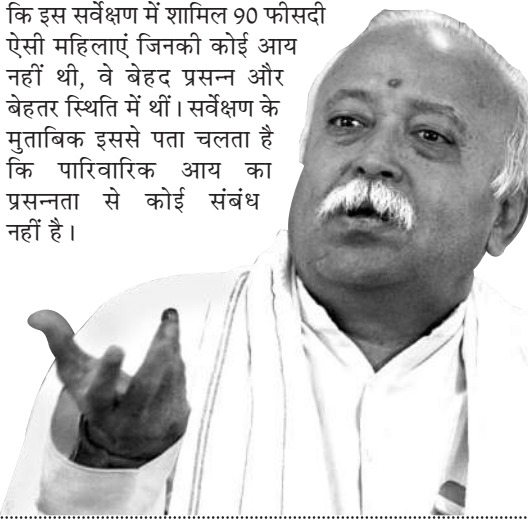 कि इस सर्वेक्षण में शामिल 90 फीसदी
ऐसी महिलाएं जिनकी कोई आय
नहीं थी, वे बेहद प्रसन्न और
बेहतर स्थिति में थीं। सर्वेक्षण के
मुताबिक इससे पता चलता है
कि पारिवारिक आय का
प्रसन्नता से कोई संबंध
नहीं है।